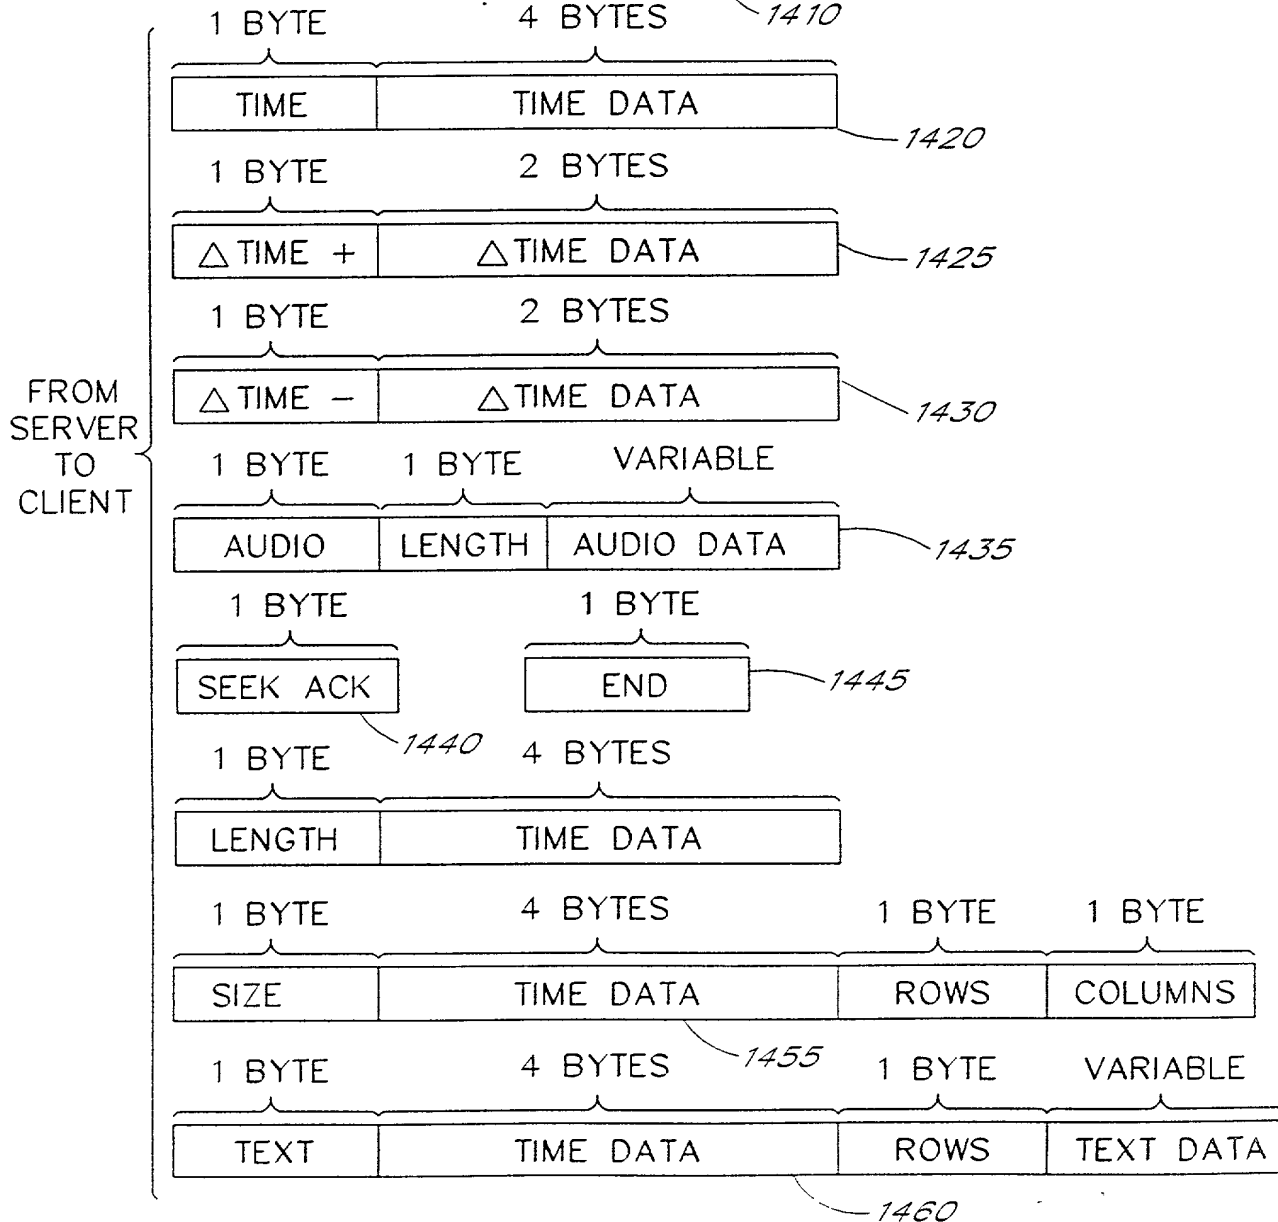 1410
1 BYTE 4 BYTES
TIME TIME DATA
1420
1 BYTE 2 BYTES
△TIME + △TIME DATA
1425
1 BYTE 2 BYTES
△TIME − △TIME DATA
1430
FROM
SERVER
TO
CLIENT
1 BYTE 1 BYTE VARIABLE
AUDIO LENGTH AUDIO DATA
1435
1 BYTE 1 BYTE
SEEK ACK END
1445
1440
1 BYTE 4 BYTES
LENGTH TIME DATA
1 BYTE 4 BYTES 1 BYTE 1 BYTE
SIZE TIME DATA ROWS COLUMNS
1455
1 BYTE 4 BYTES 1 BYTE VARIABLE
TEXT TIME DATA ROWS TEXT DATA
1460